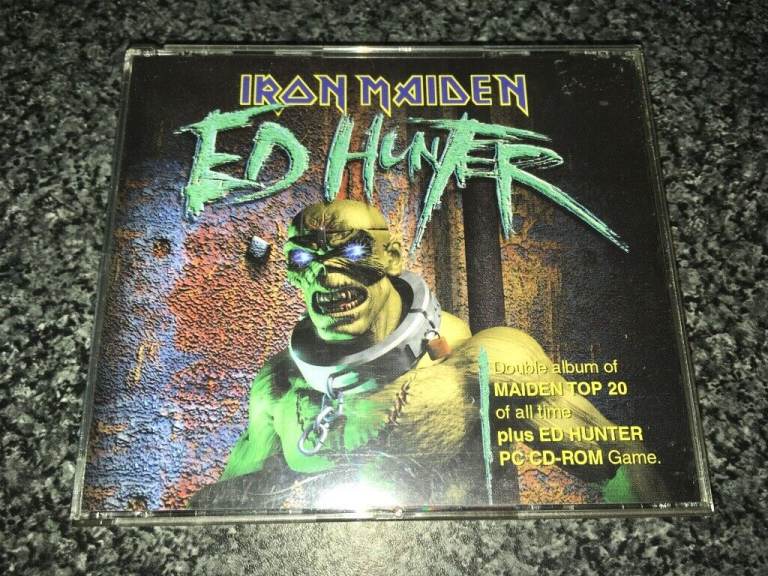 IRON MAIDEN
ED HUNTER
Double album of
MAIDEN TOP 20
of all time
plus ED HUNTER
PC CD-ROM Game.